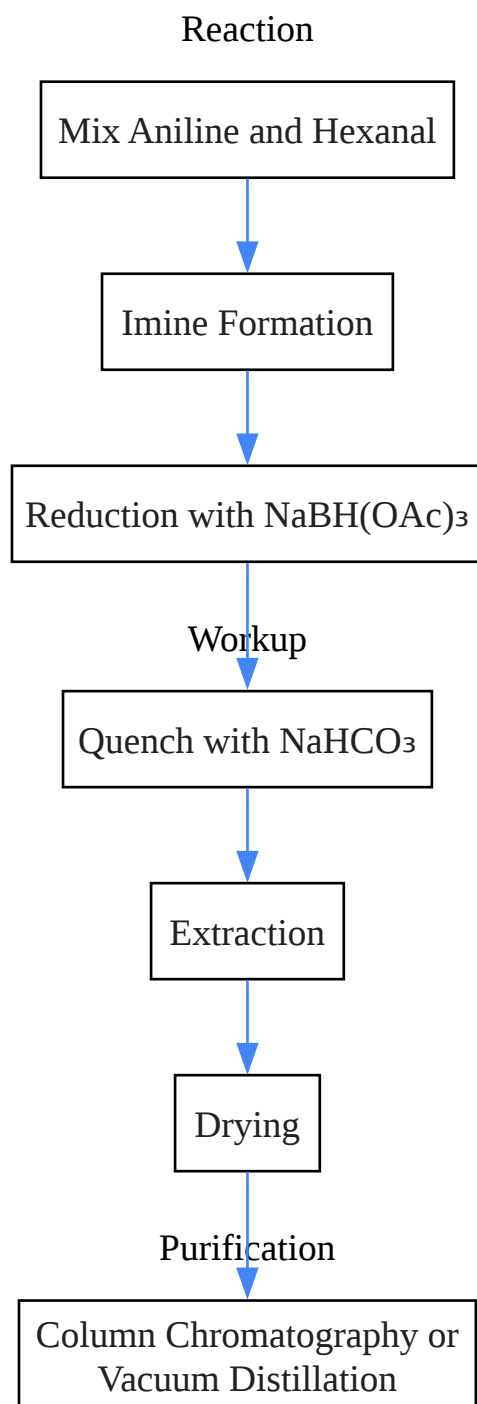 Reaction
Mix Aniline and Hexanal
Imine Formation
Reduction with NaBH(OAc)₃
Workup
Quench with NaHCO₃
Extraction
Drying
Purification
Column Chromatography or
Vacuum Distillation